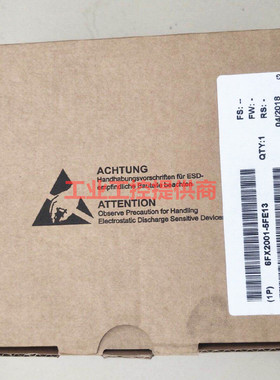 ACHTUNG
Handhabungsvorschriften für ESD-
empfindliche Bauteile beachten
ATTENTION
Observe Precaution for Handling
Electrostatic Discharge Sensitive Devices
工业工控提供商
FS: --
FW: -
RS: -
04/2018
QTY:1
6FX2001-5FE13
(1P)